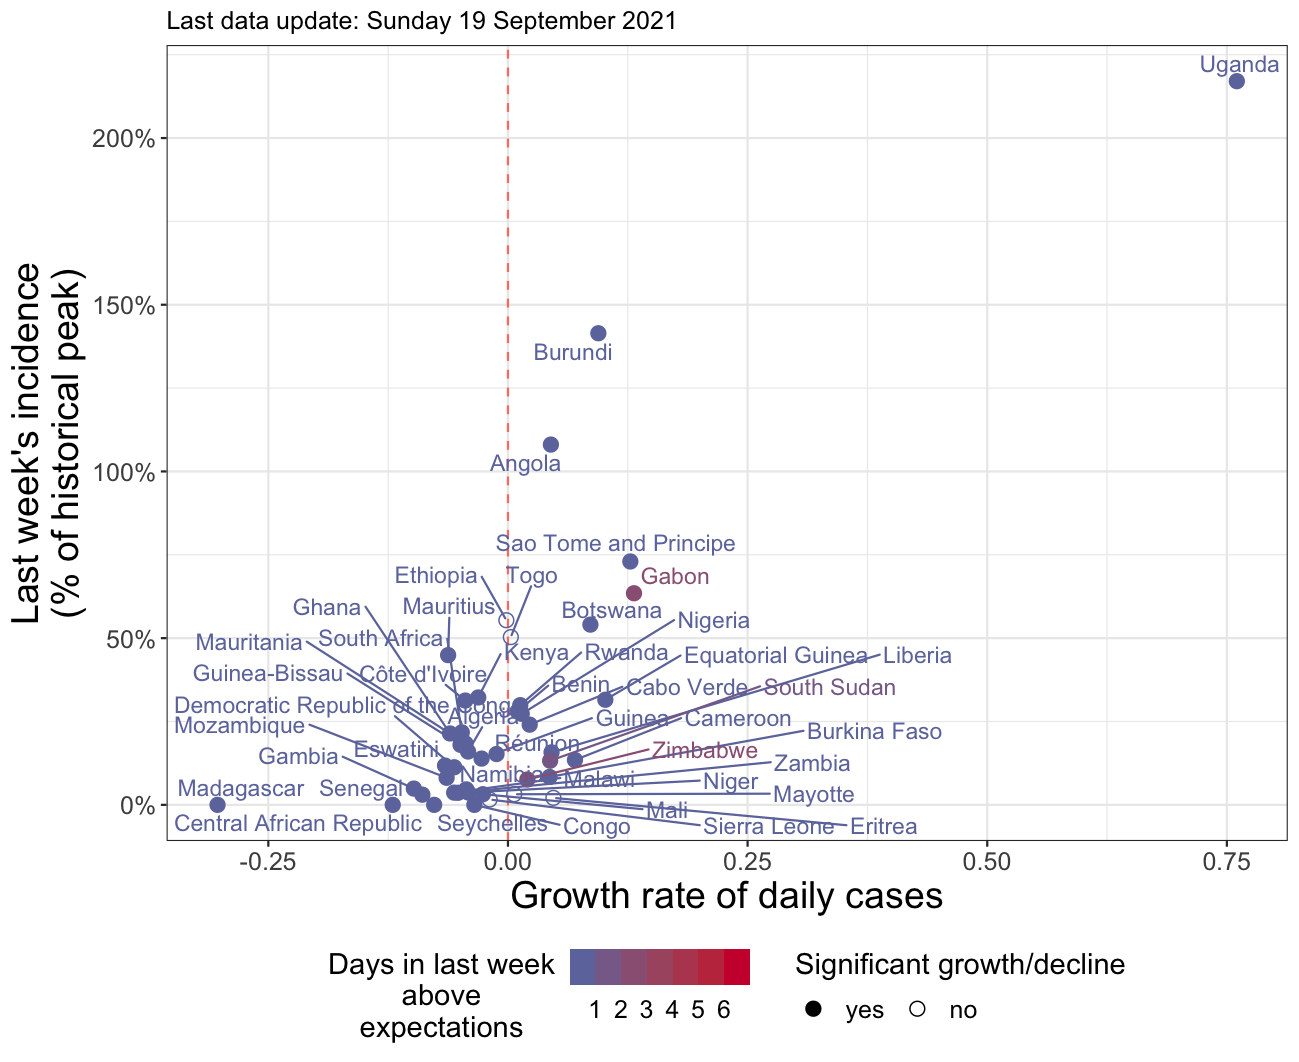 Last data update: Sunday 19 September 2021
Last week's incidence
(% of historical peak)
200%
150%
100%
50%
0%
Uganda
Burundi
Angola
Sao Tome and Principe
Ethiopia
Togo
Gabon
Ghana
Mauritius
Botswana
Nigeria
Mauritania
South Africa
Kenya
Rwanda
Equatorial Guinea
Liberia
Guinea-Bissau
Côte d'Ivoire
Benin
Cabo Verde
South Sudan
Democratic Republic of the Congo
Mozambique
Algeria
Guinea
Cameroon
Burkina Faso
Gambia
Eswatini
Réunion
Zimbabwe
Zambia
Madagascar
Senegal
Namibia
Malawi
Niger
Mayotte
Mali
Central African Republic
Seychelles
Congo
Sierra Leone
Eritrea
-0.25
0.00
0.25
0.50
0.75
Growth rate of daily cases
Days in last week
above
expectations
1 2 3 4 5 6
Significant growth/decline
yes
no